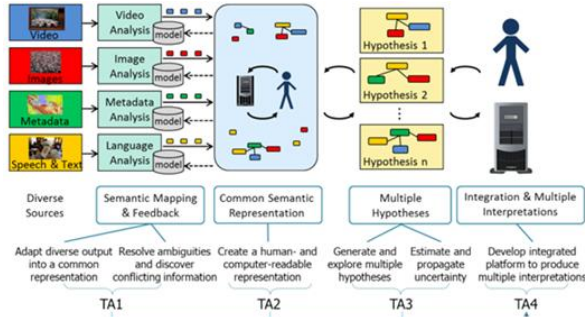 Video
Video
Analysis
model
Images
Image
Analysis
model
Metadata
Metadata
Analysis
model
Speech & Text
Language
Analysis
model
Hypothesis 1
Hypothesis 2
Hypothesis n
Diverse
Sources
Semantic Mapping
& Feedback
Common Semantic
Representation
Multiple
Hypotheses
Integration & Multiple
Interpretations
Adapt diverse output
into a common
representation
Resolve ambiguities
and discover
conflicting information
Create a human- and
computer-readable
representation
Generate and
explore multiple
hypotheses
Estimate and
propagate
uncertainty
Develop integrated
platform to produce
multiple interpretations
TA1
TA2
TA3
TA4